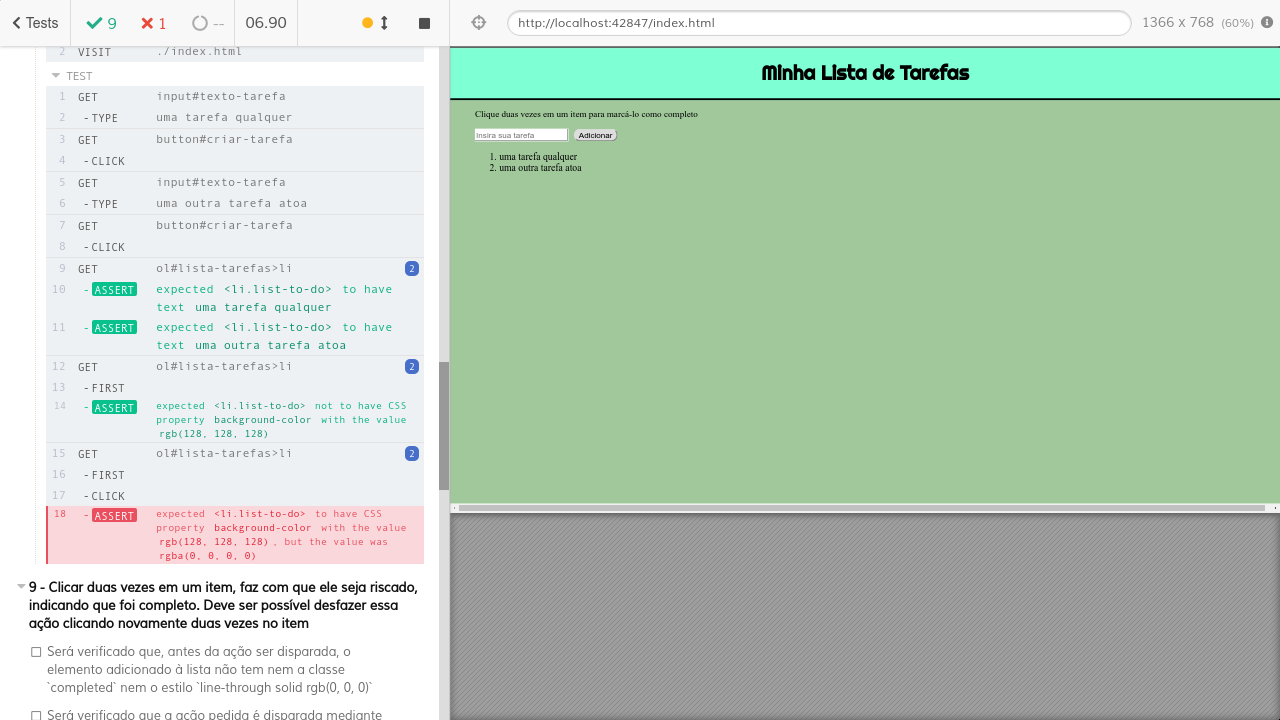 Tests
9
1
--
06.90
http://localhost:42847/index.html
1366 x 768 (60%)
2 VISIT ./index.html
TEST
1 GET input#texto-tarefa
2 -TYPE uma tarefa qualquer
3 GET button#criar-tarefa
4 -CLICK
5 GET input#texto-tarefa
6 -TYPE uma outra tarefa atoa
7 GET button#criar-tarefa
8 -CLICK
9 GET ol#lista-tarefas>li 2
10 -ASSERT expected <li.list-to-do> to have
text uma tarefa qualquer
11 -ASSERT expected <li.list-to-do> to have
text uma outra tarefa atoa
12 GET ol#lista-tarefas>li 2
13 -FIRST
14 -ASSERT expected <li.list-to-do> not to have CSS
property background-color with the value
rgb(128, 128, 128)
15 GET ol#lista-tarefas>li 2
16 -FIRST
17 -CLICK
18 -ASSERT expected <li.list-to-do> to have CSS
property background-color with the value
rgb(128, 128, 128), but the value was
rgba(0, 0, 0, 0)
9 - Clicar duas vezes em um item, faz com que ele seja riscado,
indicando que foi completo. Deve ser possível desfazer essa
ação clicando novamente duas vezes no item
Será verificado que, antes da ação ser disparada, o
elemento adicionado à lista não tem nem a classe
`completed` nem o estilo `line-through solid rgb(0, 0, 0)`
Será verificado que a ação pedida é disparada mediante
Minha Lista de Tarefas
Clique duas vezes em um item para marcá-lo como completo
Insira sua tarefa
Adicionar
1. uma tarefa qualquer
2. uma outra tarefa atoa